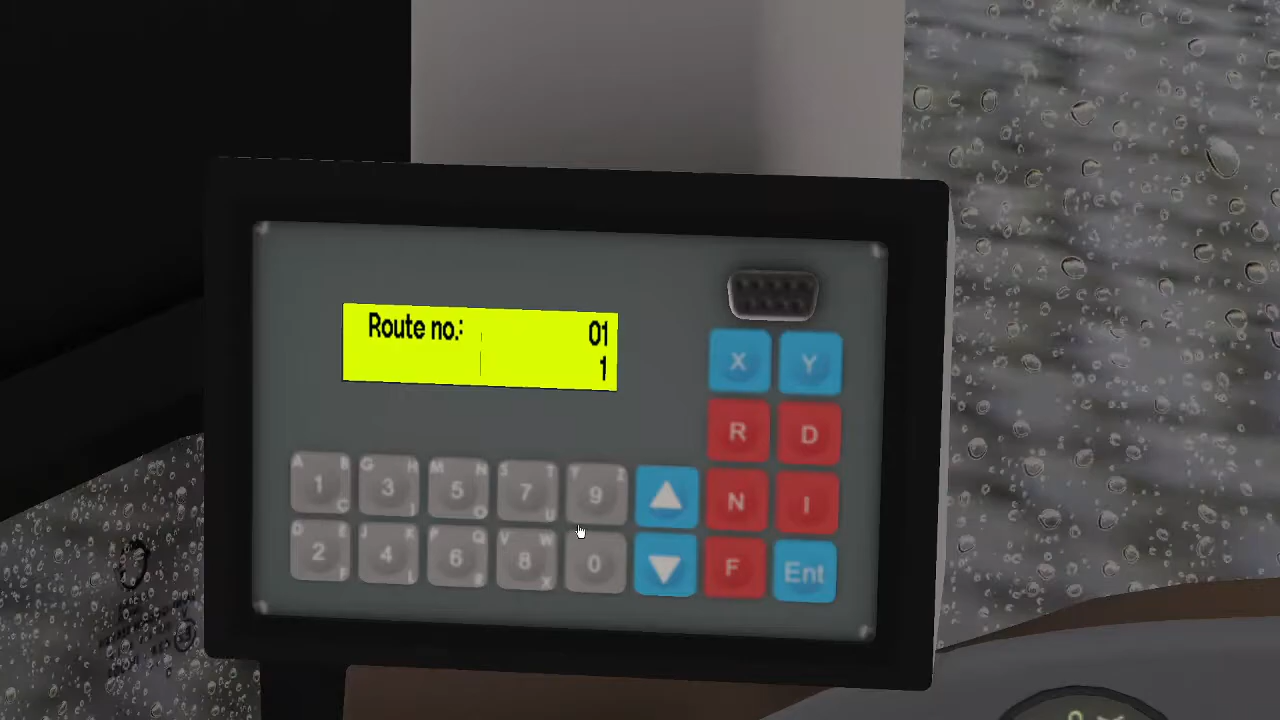 Route no.: 01
1
X Y
R D
A B G H M N S T Y Z
1 3 5 7 9
C I O U
N I
D E J K P Q V W
2 4 6 8 0
F L R X
F Ent